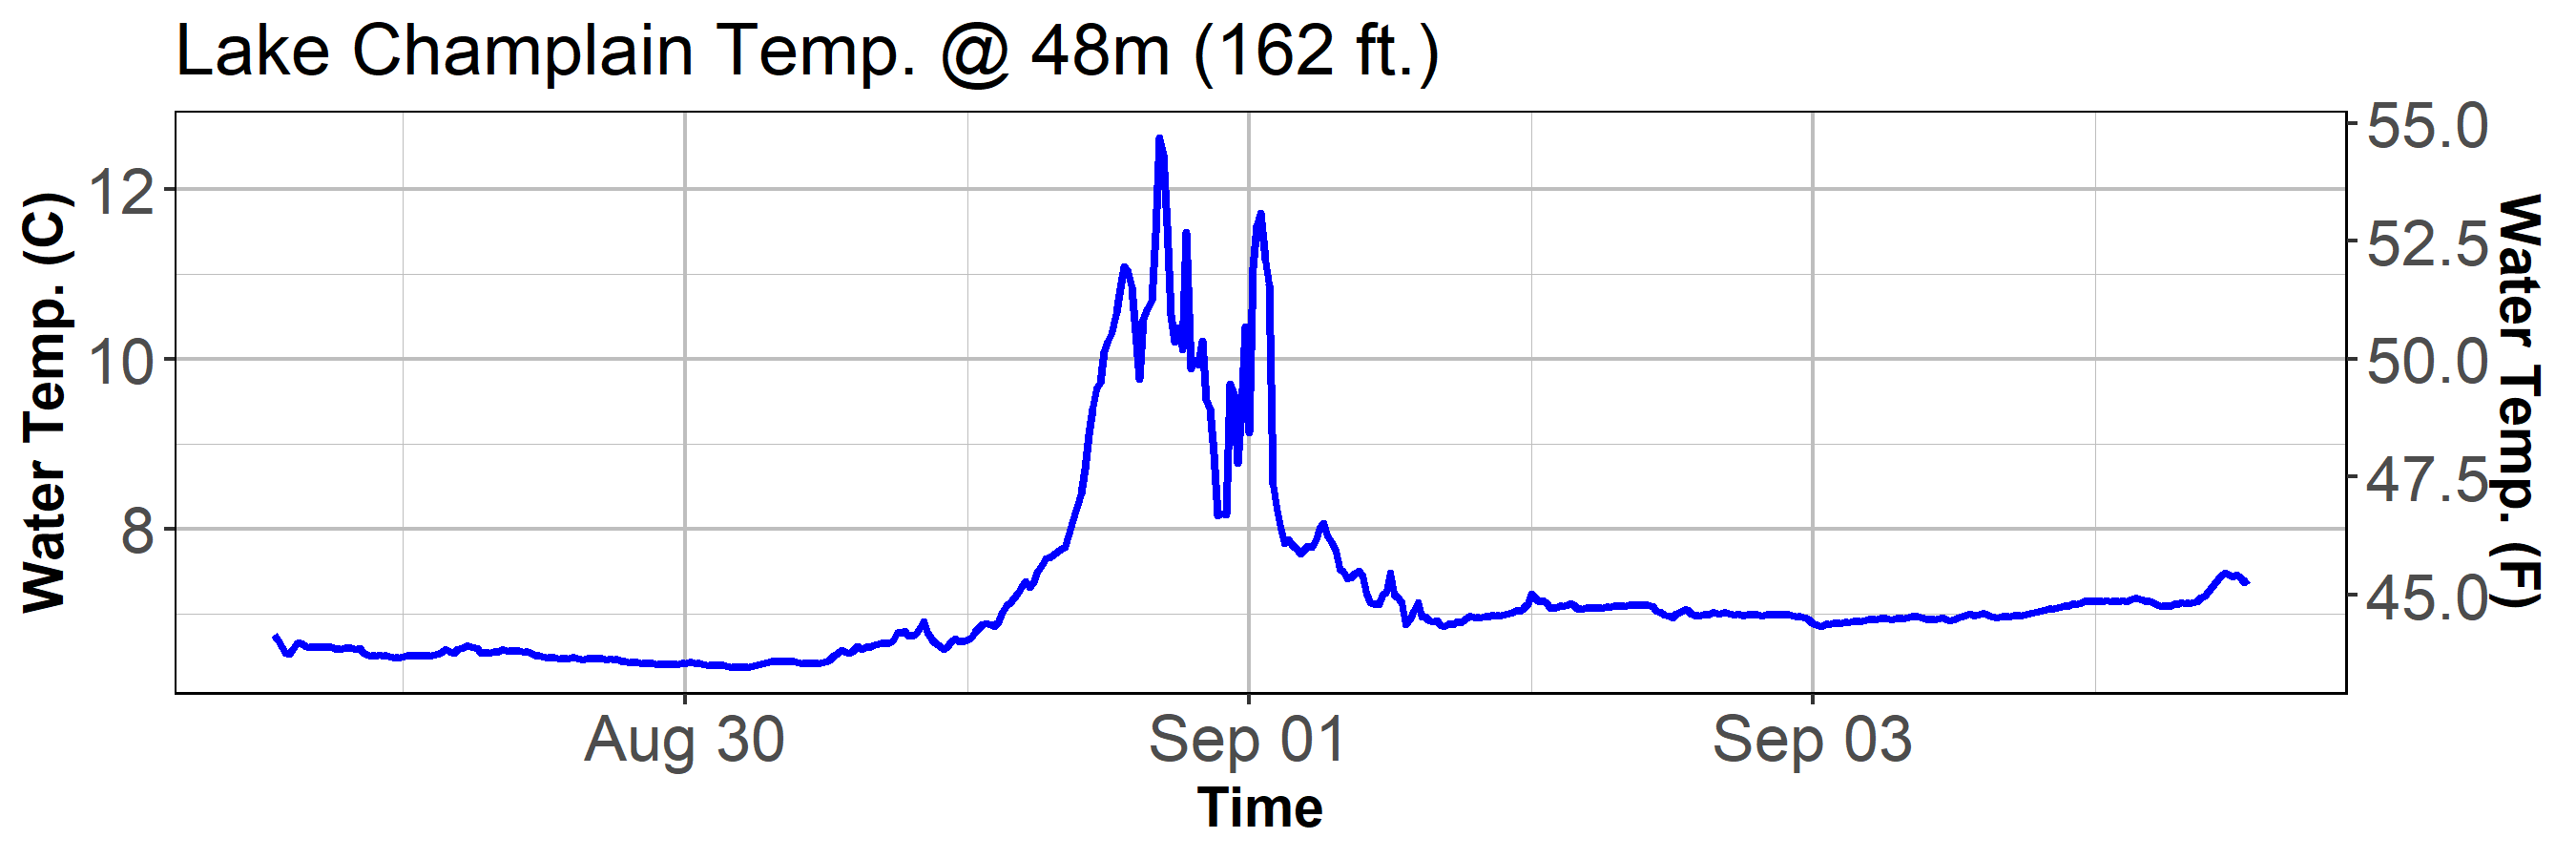 Lake Champlain Temp. @ 48m (162 ft.)
Water Temp. (C)
12
10
8
55.0
52.5
50.0
47.5
45.0
Water Temp. (F)
Aug 30
Sep 01
Sep 03
Time